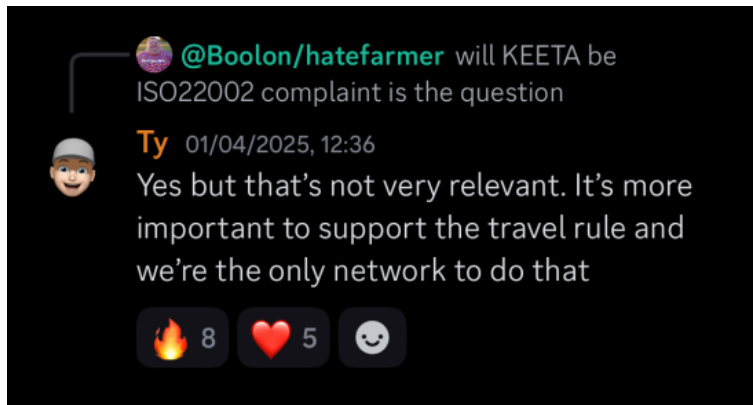 @Boolon/hatefarmer will KEETA be
ISO22002 complaint is the question
Ty 01/04/2025, 12:36
Yes but that’s not very relevant. It’s more
important to support the travel rule and
we’re the only network to do that
8 5